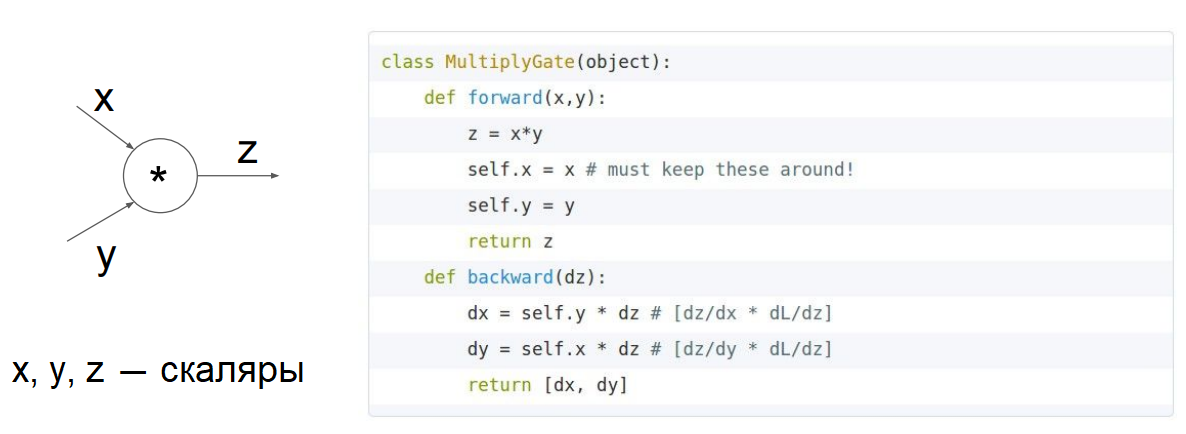 x
*
z
y
x, y, z — скаляры
class MultiplyGate(object):
    def forward(x,y):
        z = x*y
        self.x = x # must keep these around!
        self.y = y
        return z
    def backward(dz):
        dx = self.y * dz # [dz/dx * dL/dz]
        dy = self.x * dz # [dz/dy * dL/dz]
        return [dx, dy]